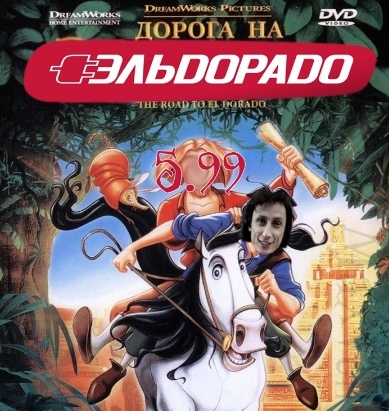 DREAMWORKS
HOME ENTERTAINMENT
DREAMWORKS PICTURES
DVD
VIDEO
ДОРОГА НА
ЭЛЬДОРАДО
THE ROAD TO EL DORADO
5.99